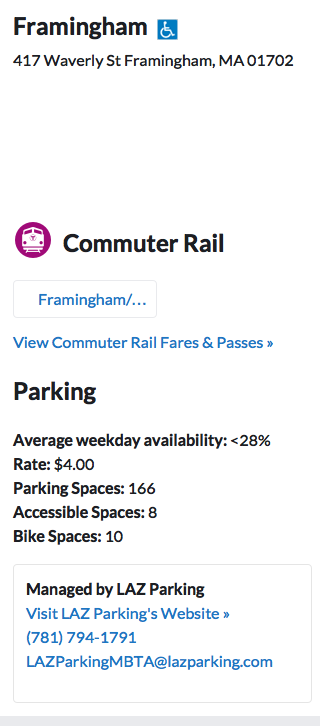 Framingham
417 Waverly St Framingham, MA 01702
Commuter Rail
Framingham/...
View Commuter Rail Fares & Passes »
Parking
Average weekday availability: <28%
Rate: $4.00
Parking Spaces: 166
Accessible Spaces: 8
Bike Spaces: 10
Managed by LAZ Parking
Visit LAZ Parking's Website »
(781) 794-1791
LAZParkingMBTA@lazparking.com